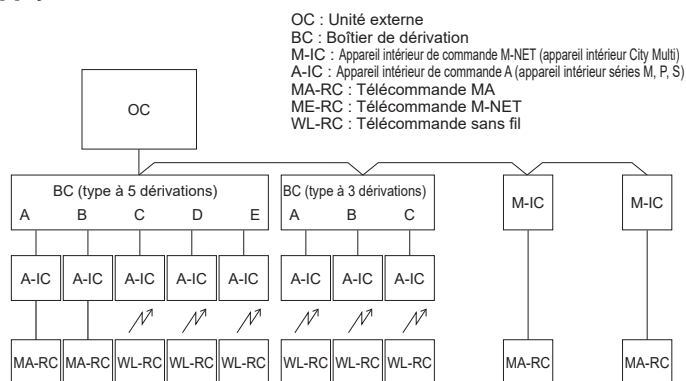 OC : Unité externe
BC : Boîtier de dérivation
M-IC : Appareil intérieur de commande M-NET (appareil intérieur City Multi)
A-IC : Appareil intérieur de commande A (appareil intérieur séries M, P, S)
MA-RC : Télécommande MA
ME-RC : Télécommande M-NET
WL-RC : Télécommande sans fil
OC
BC (type à 5 dérivations) BC (type à 3 dérivations) M-IC M-IC
A B C D E A B C
A-IC A-IC A-IC A-IC A-IC A-IC A-IC A-IC
MA-RC MA-RC WL-RC WL-RC WL-RC WL-RC WL-RC WL-RC MA-RC MA-RC